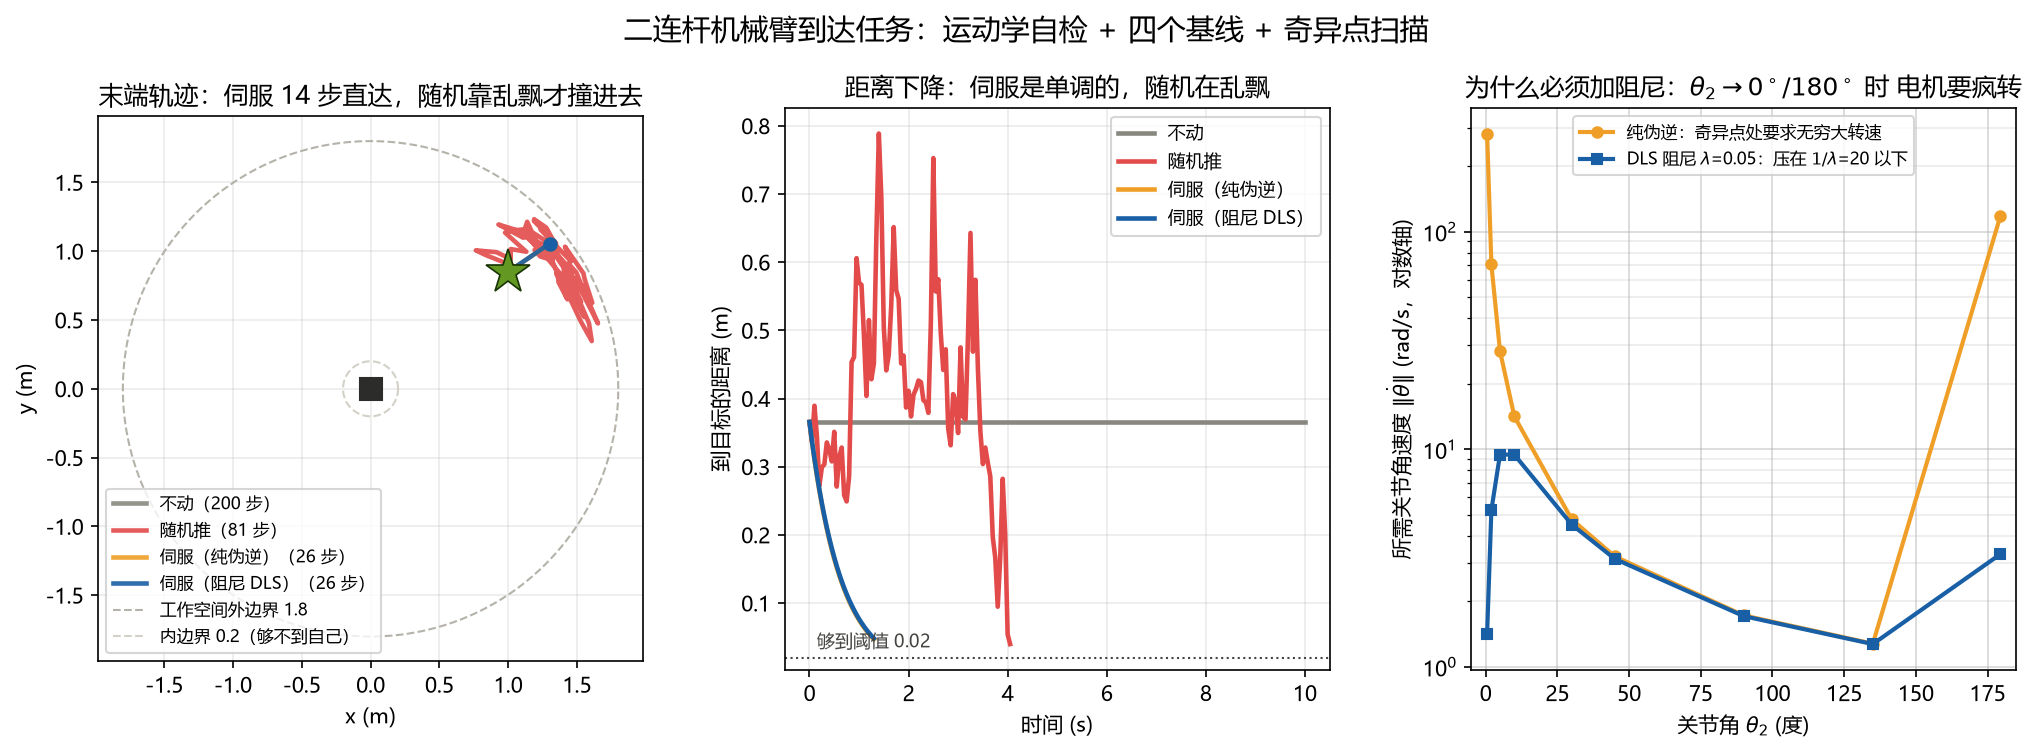 二连杆机械臂到达任务：运动学自检 + 四个基线 + 奇异点扫描
末端轨迹：伺服 14 步直达，随机靠乱飘才撞进去
y (m)
1.5
1.0
0.5
0.0
-0.5
-1.0
-1.5
不动（200 步）
随机推（81 步）
伺服（纯伪逆）（26 步）
伺服（阻尼 DLS）（26 步）
工作空间外边界 1.8
内边界 0.2（够不到自己）
-1.5 -1.0 -0.5 0.0 0.5 1.0 1.5
x (m)
距离下降：伺服是单调的，随机在乱飘
到目标的距离 (m)
0.8
0.7
0.6
0.5
0.4
0.3
0.2
0.1
不动
随机推
伺服（纯伪逆）
伺服（阻尼 DLS）
够到阈值 0.02
0 2 4 6 8 10
时间 (s)
为什么必须加阻尼：θ₂→0°/180° 时 电机要疯转
所需关节角速度 ‖θ̇‖ (rad/s, 对数轴)
10²
10¹
10⁰
纯伪逆：奇异点处要求无穷大转速
DLS 阻尼 λ=0.05：压在 1/λ=20 以下
0 25 50 75 100 125 150 175
关节角 θ₂ (度)